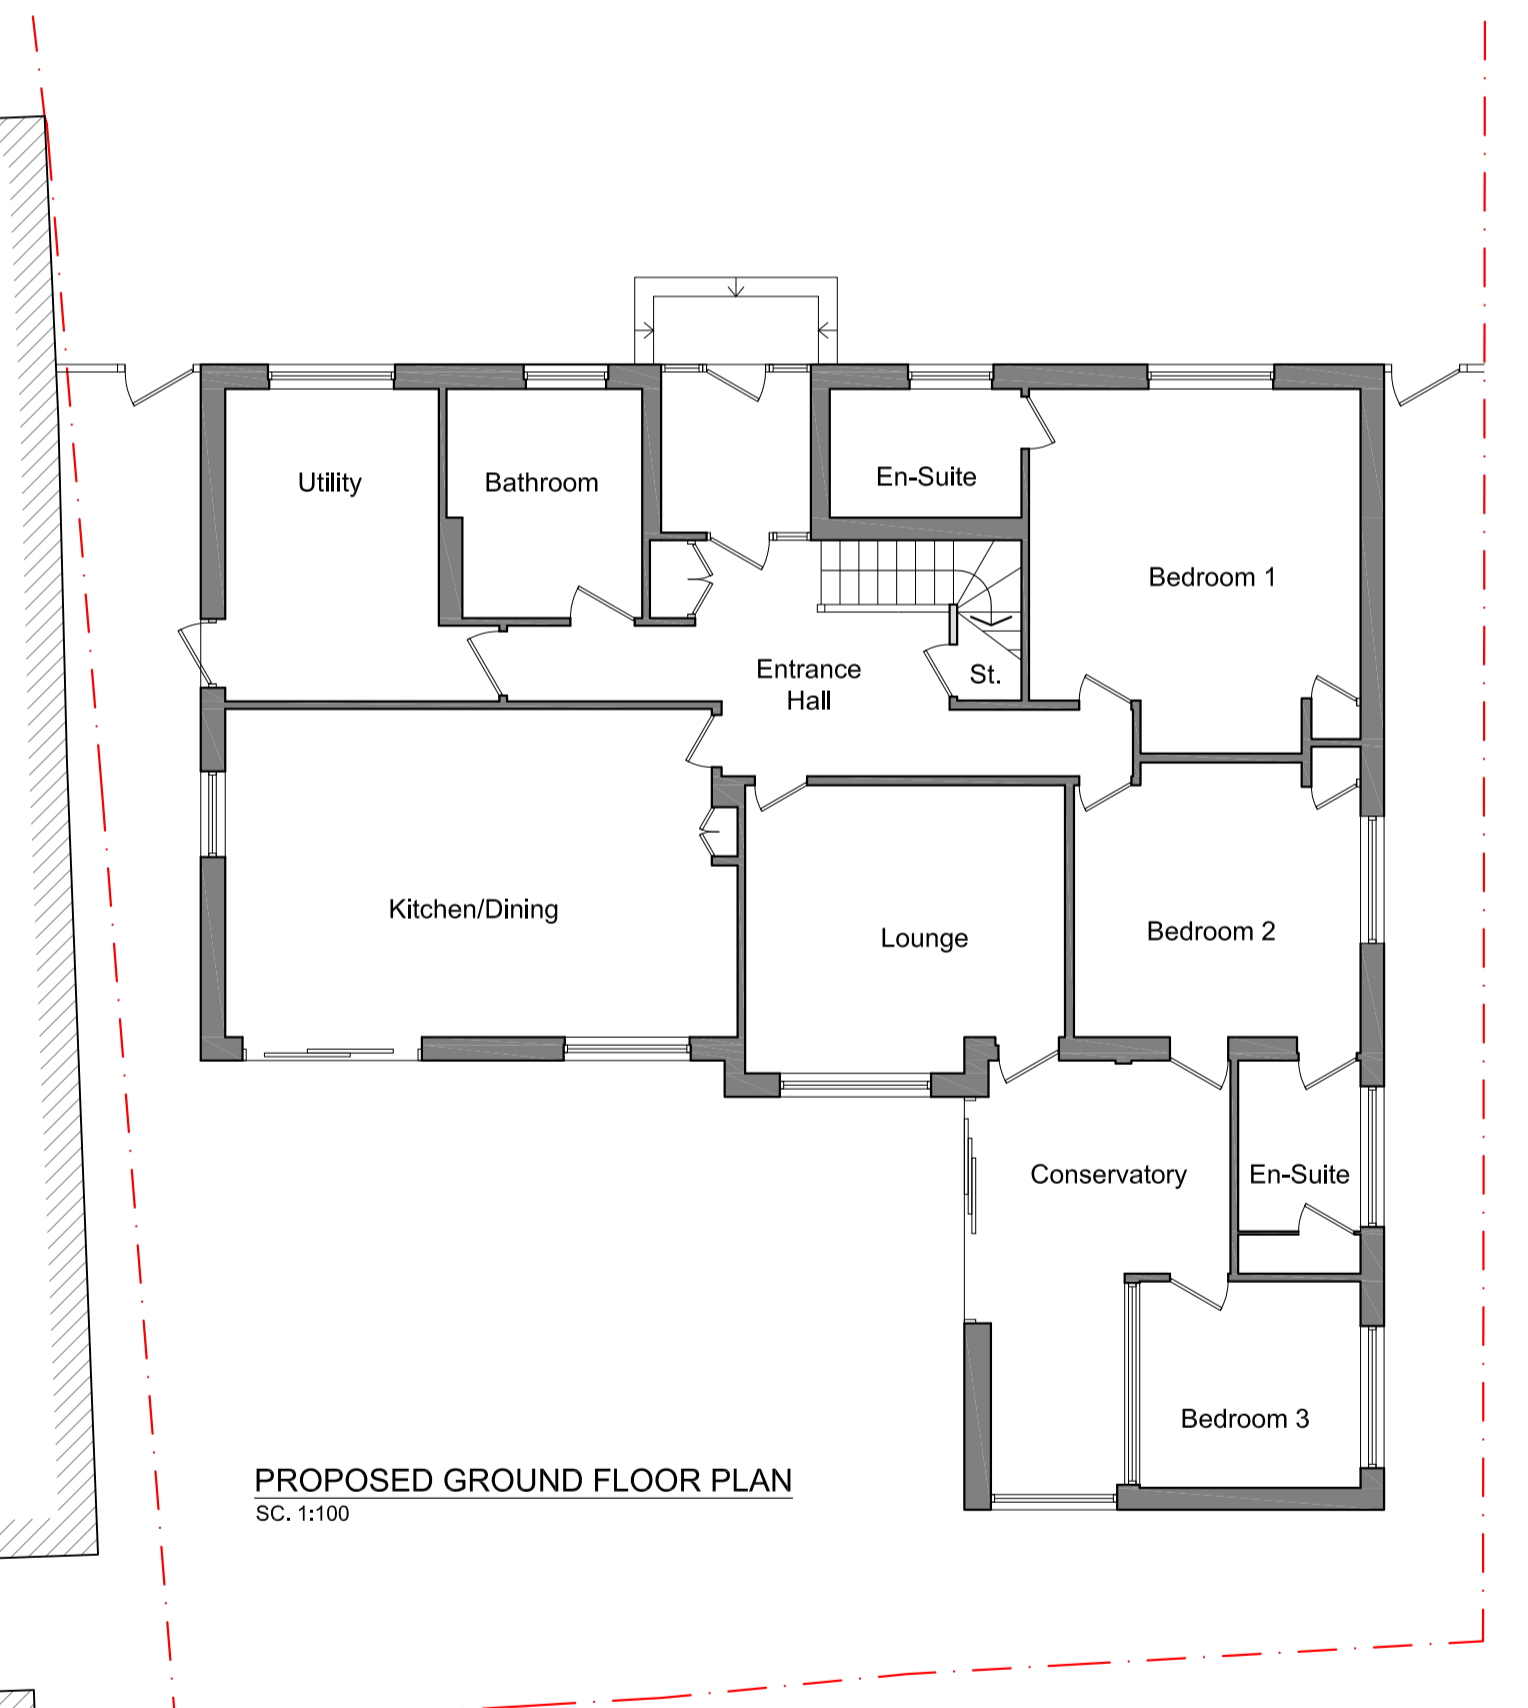 Utility
Bathroom
En-Suite
Bedroom 1
Entrance
Hall
St.
Kitchen/Dining
Lounge
Bedroom 2
Conservatory
En-Suite
Bedroom 3
PROPOSED GROUND FLOOR PLAN
SC. 1:100